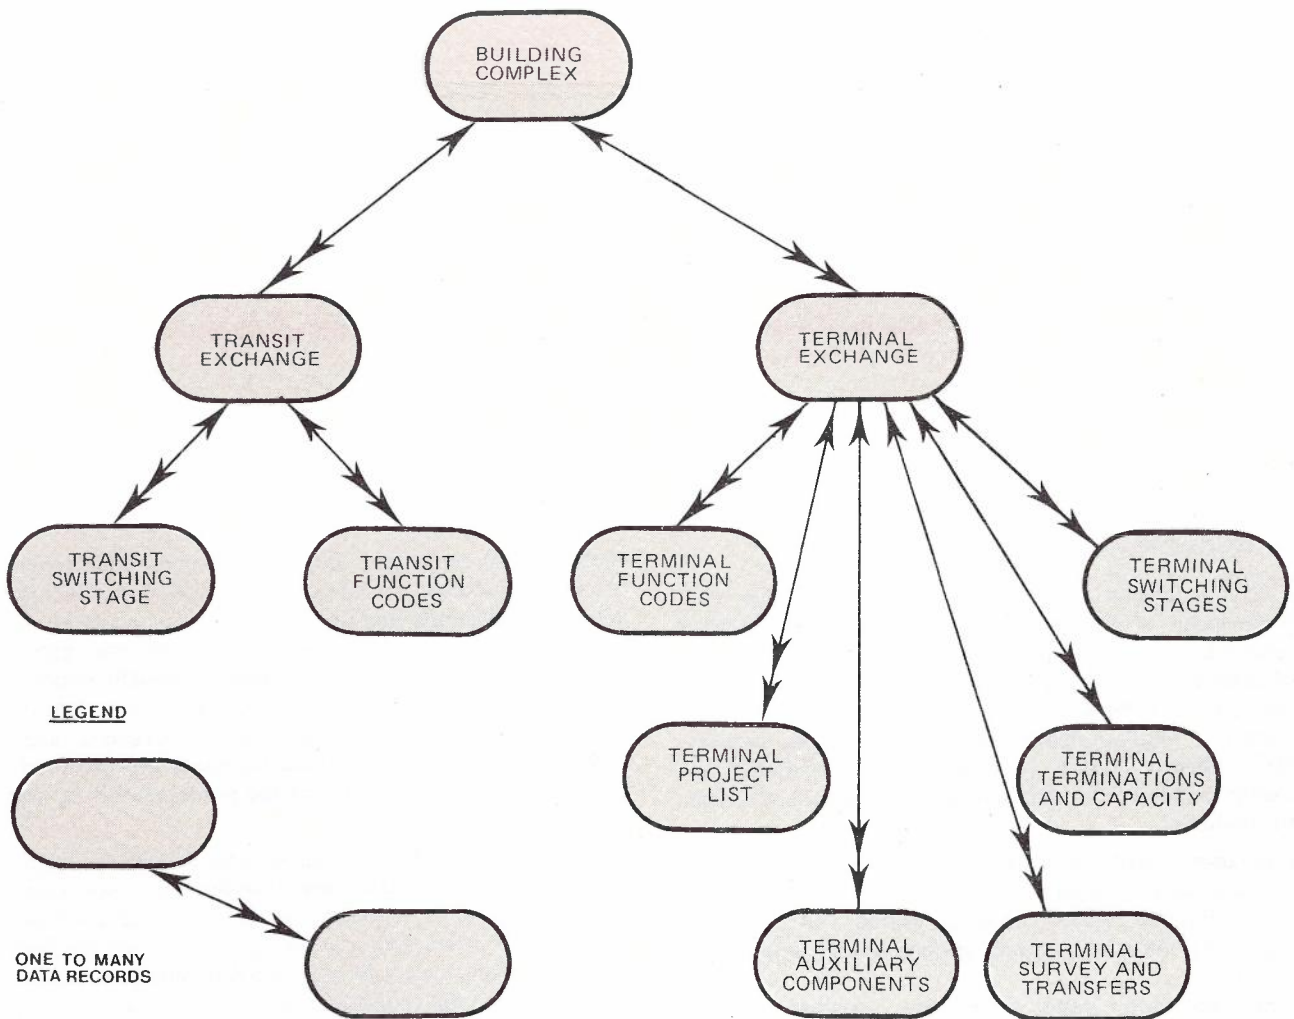 BUILDING
COMPLEX
TRANSIT
EXCHANGE
TERMINAL
EXCHANGE
TRANSIT
SWITCHING
STAGE
TRANSIT
FUNCTION
CODES
TERMINAL
FUNCTION
CODES
TERMINAL
SWITCHING
STAGES
LEGEND
TERMINAL
PROJECT
LIST
TERMINAL
TERMINATIONS
AND CAPACITY
ONE TO MANY
DATA RECORDS
TERMINAL
AUXILIARY
COMPONENTS
TERMINAL
SURVEY AND
TRANSFERS